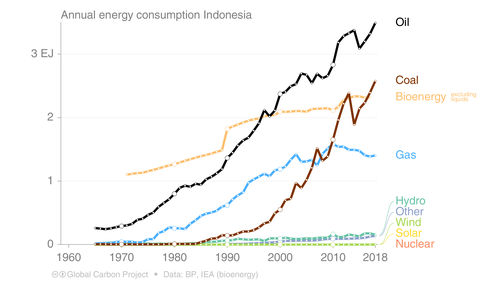 Annual energy consumption Indonesia
Oil
3 EJ
Coal
Bioenergy excluding liquids
2
Gas
1
Hydro
Other
Wind
Solar
0
Nuclear
1960 1970 1980 1990 2000 2010 2018
Global Carbon Project • Data: BP, IEA (bioenergy)